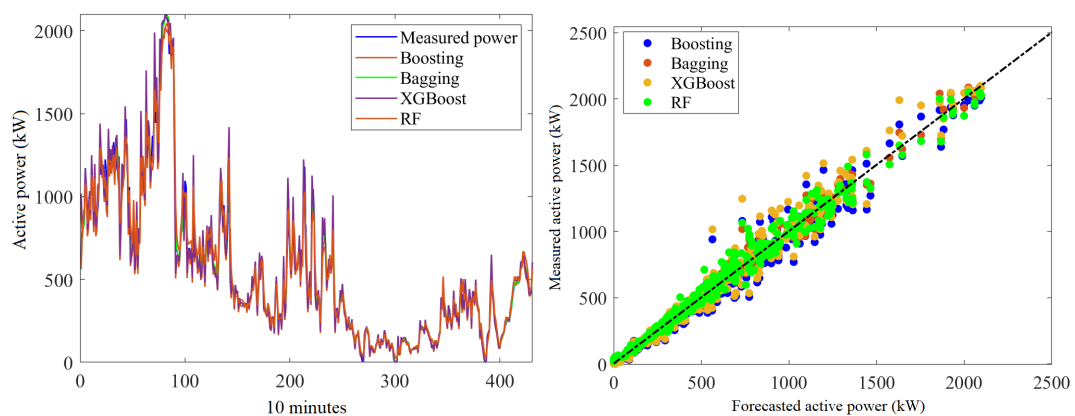 2000
1500
1000
500
0
Active power (kW)
Measured power
Boosting
Bagging
XGBoost
RF
0
100
200
300
400
10 minutes
2500
2000
1500
1000
500
0
Measured active power (kW)
Boosting
Bagging
XGBoost
RF
0
500
1000
1500
2000
2500
Forecasted active power (kW)